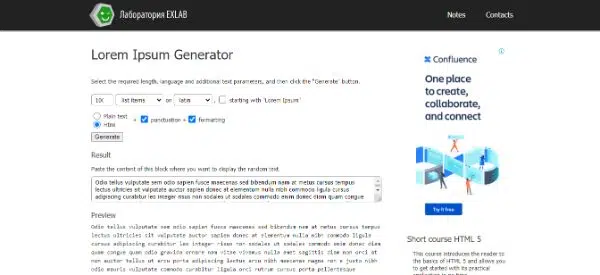 Лаборатория EXLAB
Notes
Contacts
Lorem Ipsum Generator
Select the required length, language and additional text parameters, and then click the "Generate" button.
10( list items on latin , starting with 'Lorem Ipsum'
Plain text
Html + punctuation + formatting
Generate
Result
Paste the content of this block where you want to display the random text.
Odio tellus vulputate sem odio sapien fusce maecenas sed bibendum nam at metus cursus tempus
lectus ultricies sit vulputate auctor sapien donec at elementum nulla nibh commodo ligula cursus
adipiscing curabitur leo integer risus non sodales ut sodales commodo enim donec diam quam congue
Preview
Odio tellus vulputate sem odio sapien fusce maecenas sed bibendum nam at metus cursus tempus
lectus ultricies sit vulputate auctor sapien donec at elementum nulla nibh commodo ligula
cursus adipiscing curabitur leo integer risus non sodales ut sodales commodo enim donec diam
quam congue quam odio gravida ornare nam vitae vivamus nulla amet sagittis diam non orci at
non auctor tellus at arcu porta adipiscing lectus arcu nibh maecenas magna non in justo nibh
odio mauris vulputate commodo curabitur ligula orci rutrum cursus porta pellentesque
Confluence
One place
to create,
collaborate,
and connect
Try it free
Short course HTML 5
This course introduces the reader
to the basics of HTML 5 and allows you
to get started with its practical